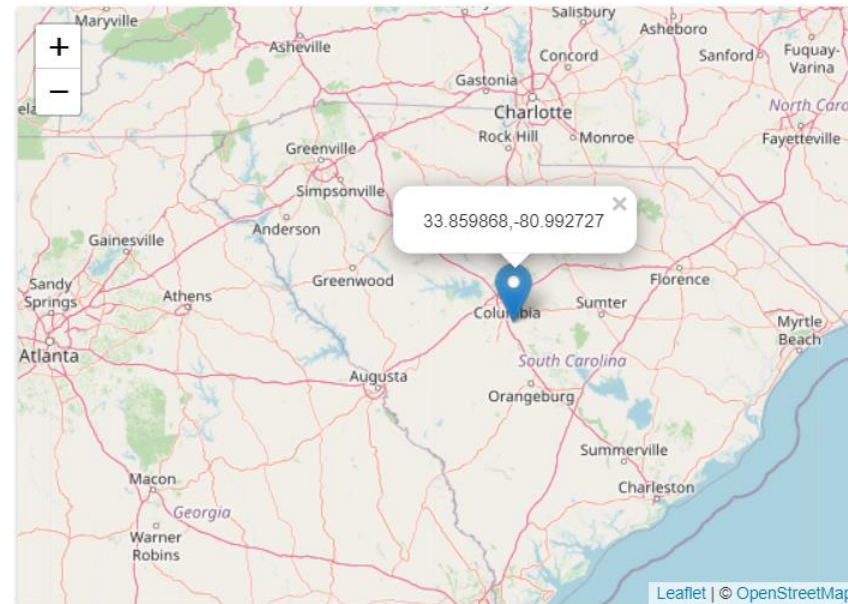 Maryville
Salisbury
Asheboro
+
Asheville
Concord
Sanford
Fuquay-
Varina
−
Gastonia
Charlotte
North Caro
Rock Hill
Monroe
Fayetteville
Greenville
Simpsonville
33.859868,-80.992727
×
Anderson
Gainesville
Greenwood
Florence
Sandy
Springs
Athens
Columbia
Sumter
Myrtle
Beach
Atlanta
South Carolina
Augusta
Orangeburg
Summerville
Macon
Charleston
Georgia
Warner
Robins
Leaflet | © OpenStreetMap